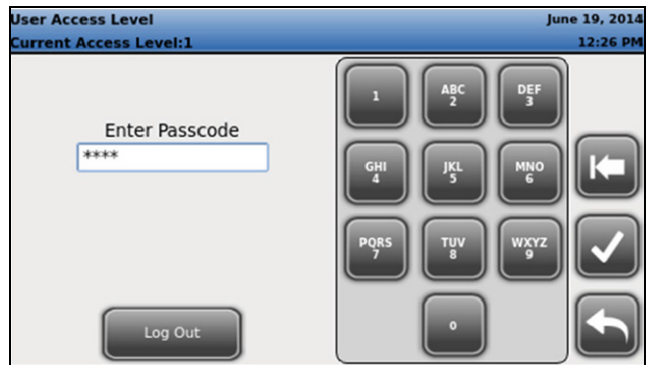 User Access Level June 19, 2014
Current Access Level:1 12:26 PM
Enter Passcode
****
1
ABC
2
DEF
3
GHI
4
JKL
5
MNO
6
PQRS
7
TUV
8
WXYZ
9
0
Log Out